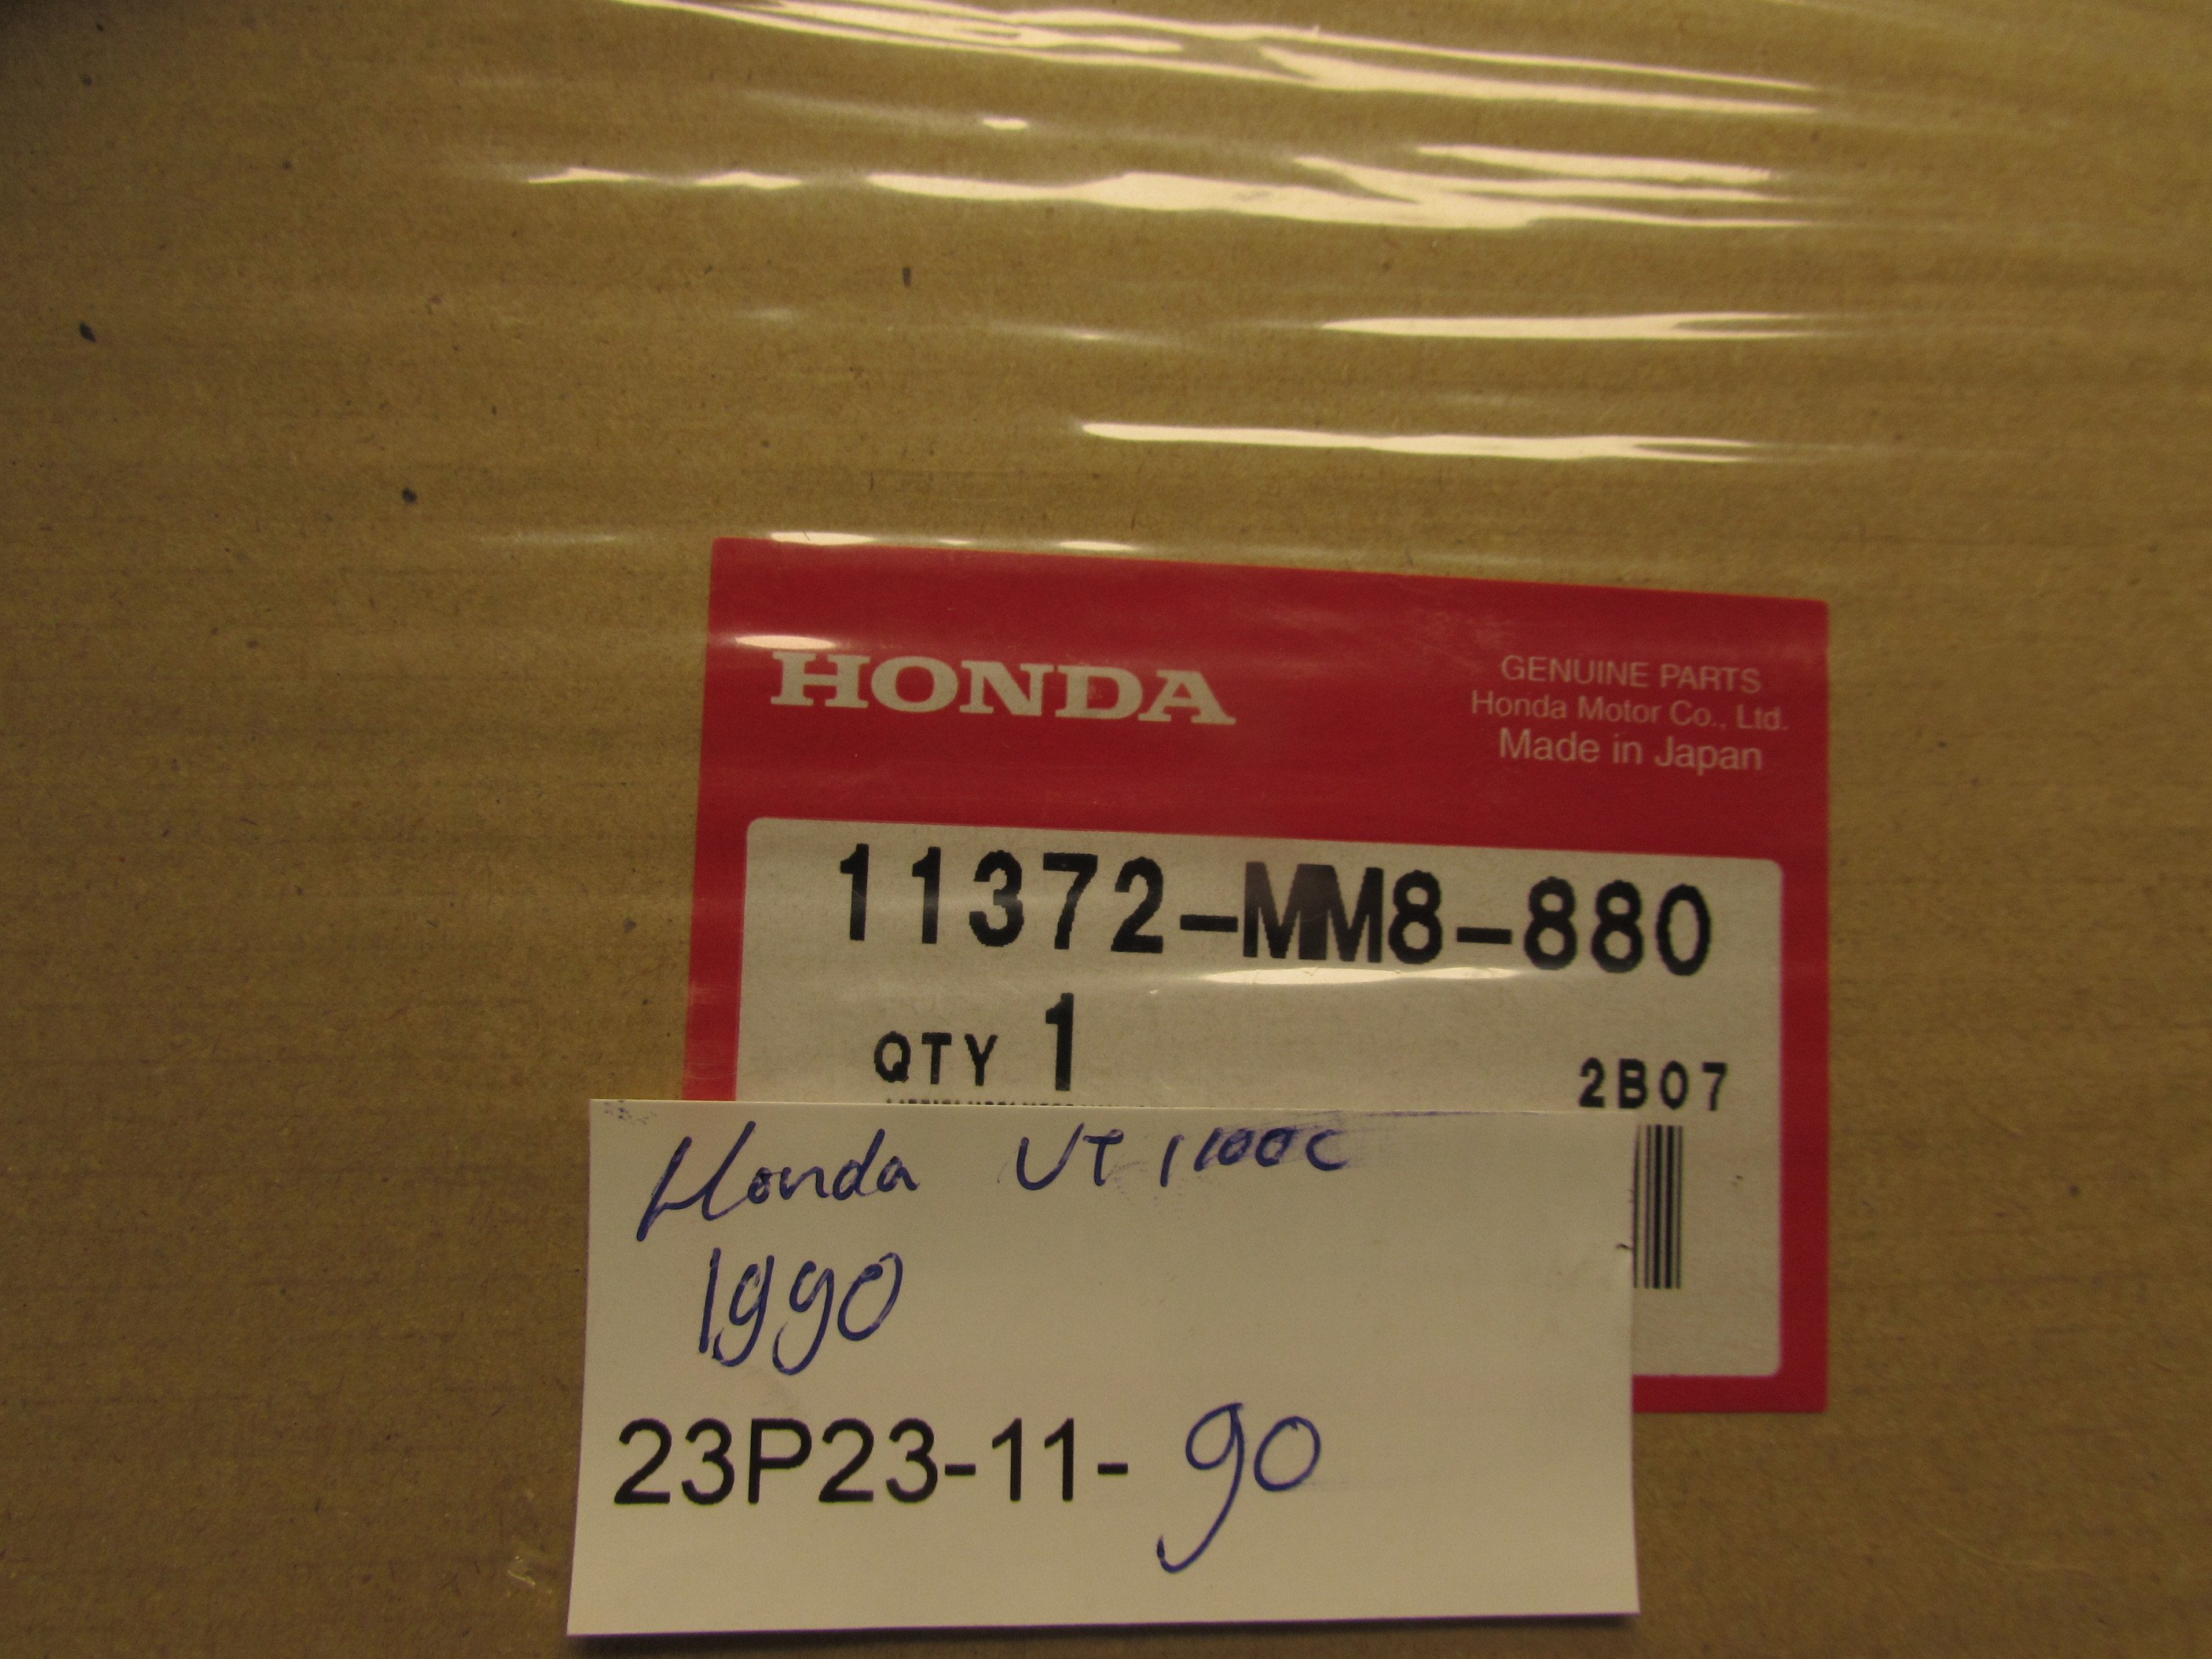 HONDA
GENUINE PARTS
Honda Motor Co., Ltd.
Made in Japan
11372-MM8-880
QTY 1
2B07
Honda VT 1100C
1990
23P23-11- 90